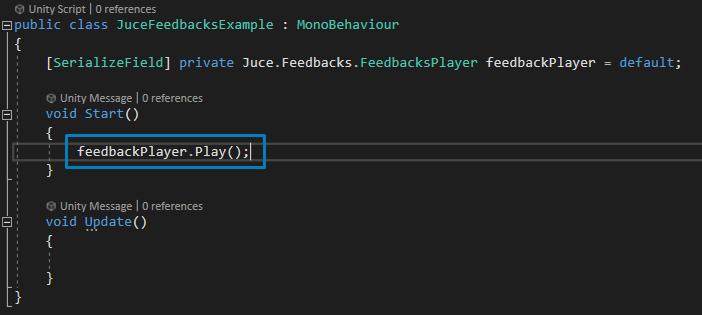 Unity Script | 0 references
public class JuceFeedbacksExample : MonoBehaviour
{
[SerializeField] private Juce.Feedbacks.FeedbacksPlayer feedbackPlayer = default;
Unity Message | 0 references
void Start()
{
feedbackPlayer.Play();
}
Unity Message | 0 references
void Update()
{
}
}